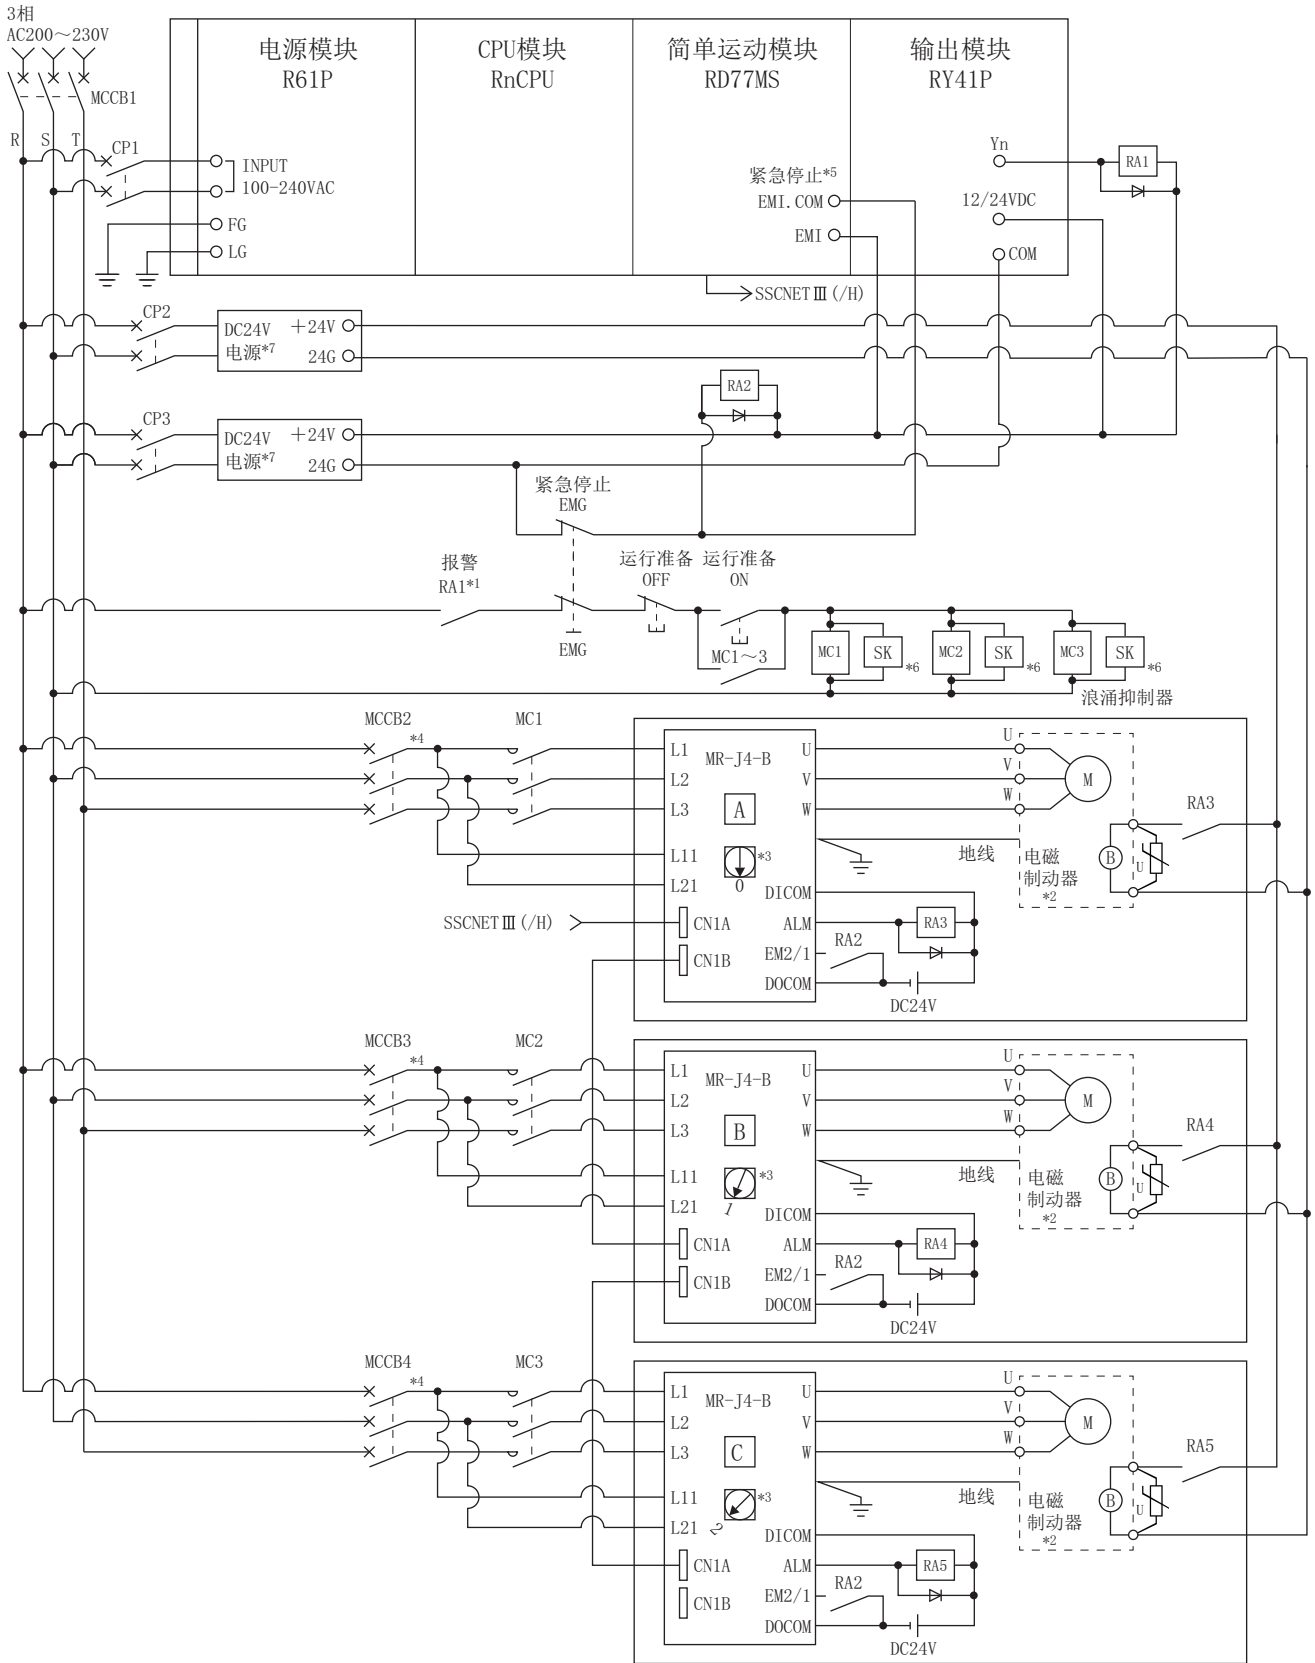 3相
AC200～230V
MCCB1
R
S
T
电源模块
R61P
CPU模块
RnCPU
简单运动模块
RD77MS
输出模块
RY41P
CP1
INPUT
100-240VAC
FG
LG
紧急停止*5
EMI.COM
EMI
Yn
12/24VDC
COM
RA1
SSCNETⅢ(/H)
CP2
DC24V
电源*7
＋24V
24G
RA2
CP3
DC24V
电源*7
＋24V
24G
紧急停止
EMG
报警
RA1*1
运行准备
OFF
运行准备
ON
EMG
MC1～3
MC1
SK
*6
MC2
SK
*6
MC3
SK
*6
浪涌抑制器
MCCB2
*4
MC1
L1
L2
L3
L11
L21
MR-J4-B
A
*3
0
U
V
W
U
V
W
M
地线
电磁
制动器
*2
B
U
RA3
DICOM
ALM
EM2/1
DOCOM
RA3
RA2
DC24V
SSCNETⅢ(/H)
CN1A
CN1B
MCCB3
*4
MC2
L1
L2
L3
L11
L21
MR-J4-B
B
*3
1
U
V
W
U
V
W
M
地线
电磁
制动器
*2
B
U
RA4
DICOM
ALM
EM2/1
DOCOM
RA4
RA2
DC24V
CN1A
CN1B
MCCB4
*4
MC3
L1
L2
L3
L11
L21
MR-J4-B
C
*3
2
U
V
W
U
V
W
M
地线
电磁
制动器
*2
B
U
RA5
DICOM
ALM
EM2/1
DOCOM
RA5
RA2
DC24V
CN1A
CN1B